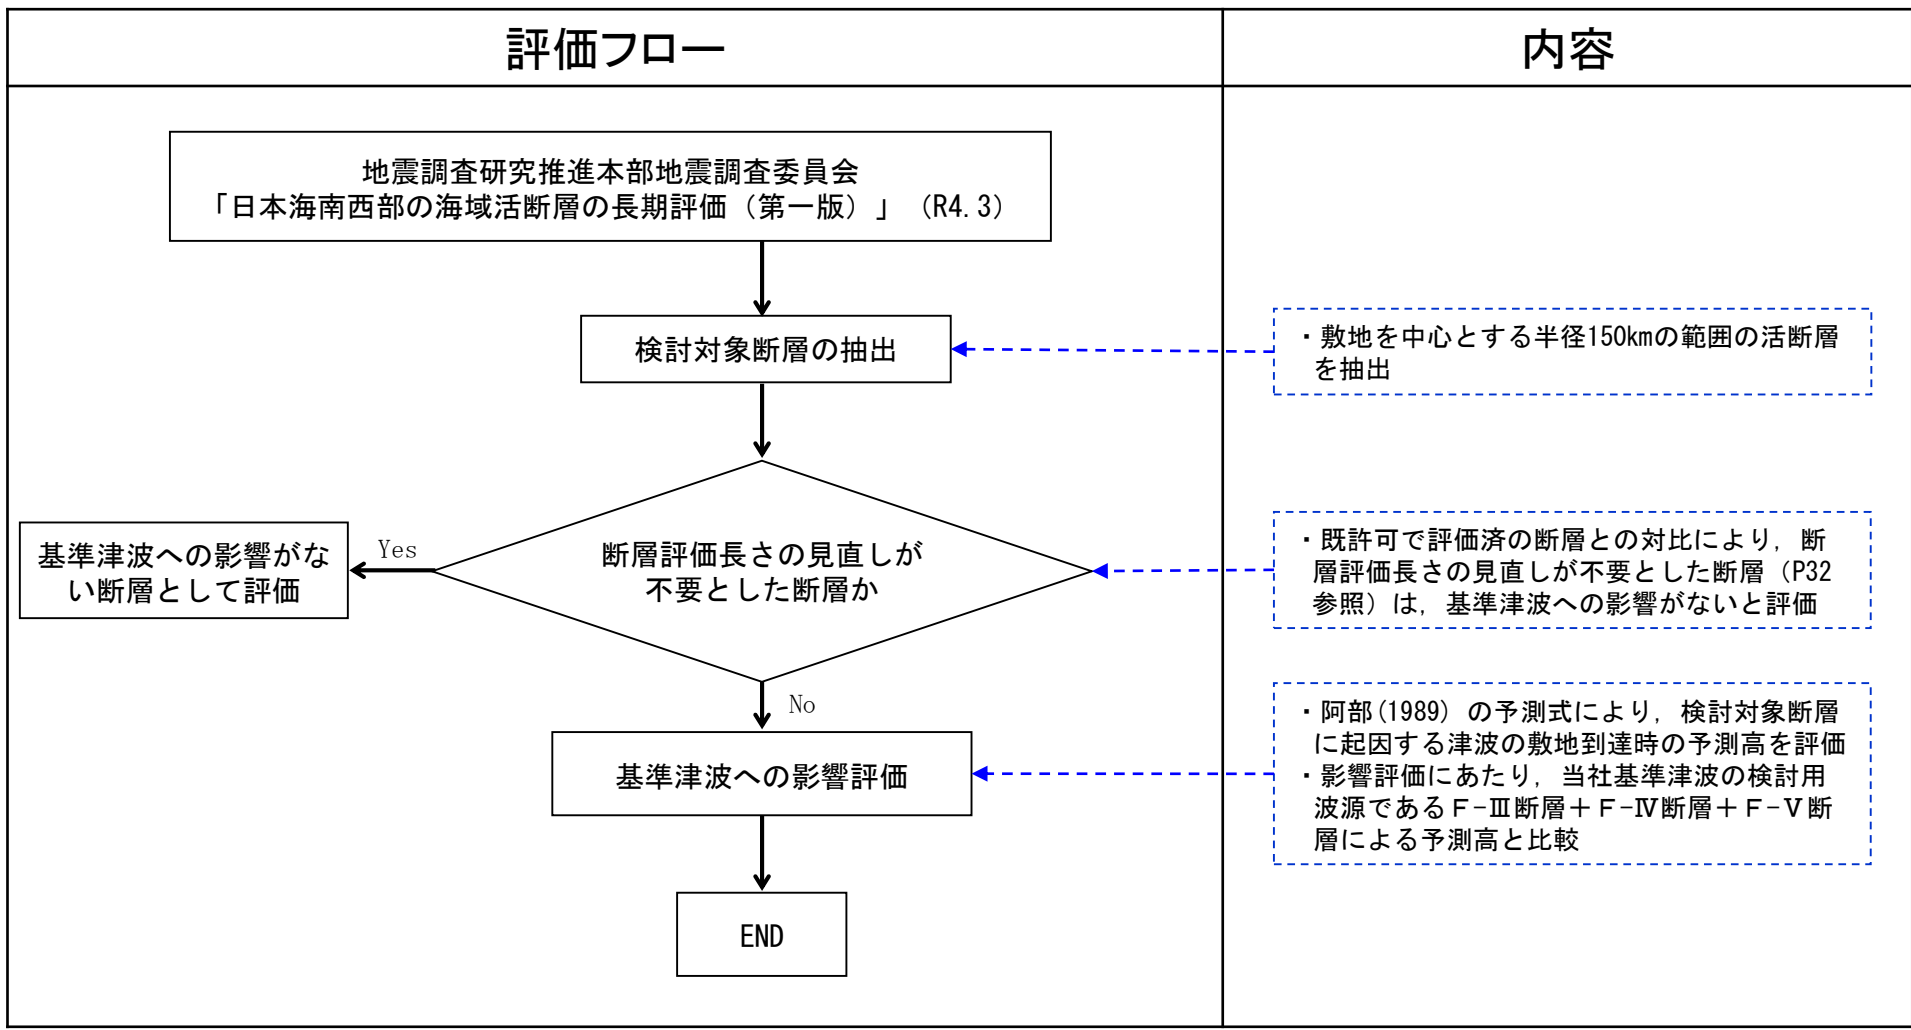 評価フロー
内容
地震調査研究推進本部地震調査委員会
「日本海南西部の海域活断層の長期評価（第一版）」（R4.3）
検討対象断層の抽出
・敷地を中心とする半径150kmの範囲の活断層
を抽出
断層評価長さの見直しが
不要とした断層か
Yes
基準津波への影響がな
い断層として評価
・既許可で評価済の断層との対比により，断
層評価長さの見直しが不要とした断層（P32
参照）は，基準津波への影響がないと評価
No
基準津波への影響評価
・阿部(1989) の予測式により，検討対象断層
に起因する津波の敷地到達時の予測高を評価
・影響評価にあたり，当社基準津波の検討用
波源であるＦ-Ⅲ断層＋Ｆ-Ⅳ断層＋Ｆ-Ⅴ断
層による予測高と比較
END